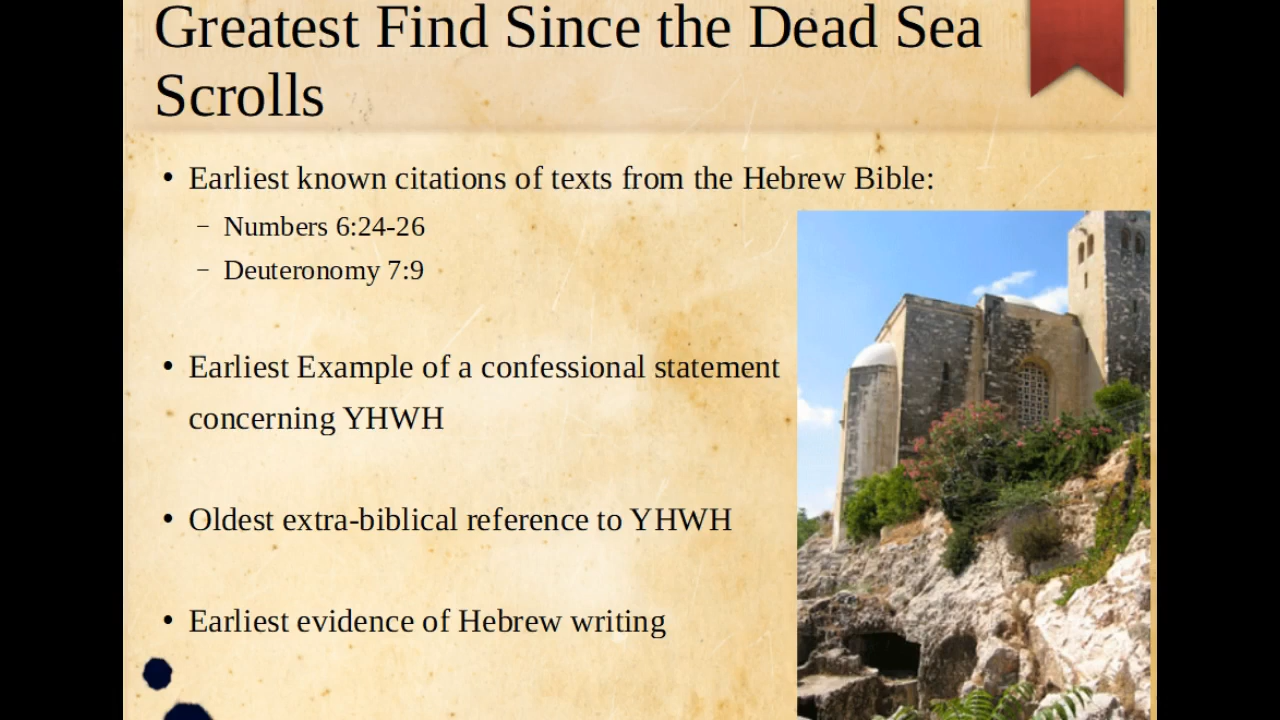 Greatest Find Since the Dead Sea
Scrolls
• Earliest known citations of texts from the Hebrew Bible:
– Numbers 6:24-26
– Deuteronomy 7:9
• Earliest Example of a confessional statement
concerning YHWH
• Oldest extra-biblical reference to YHWH
• Earliest evidence of Hebrew writing